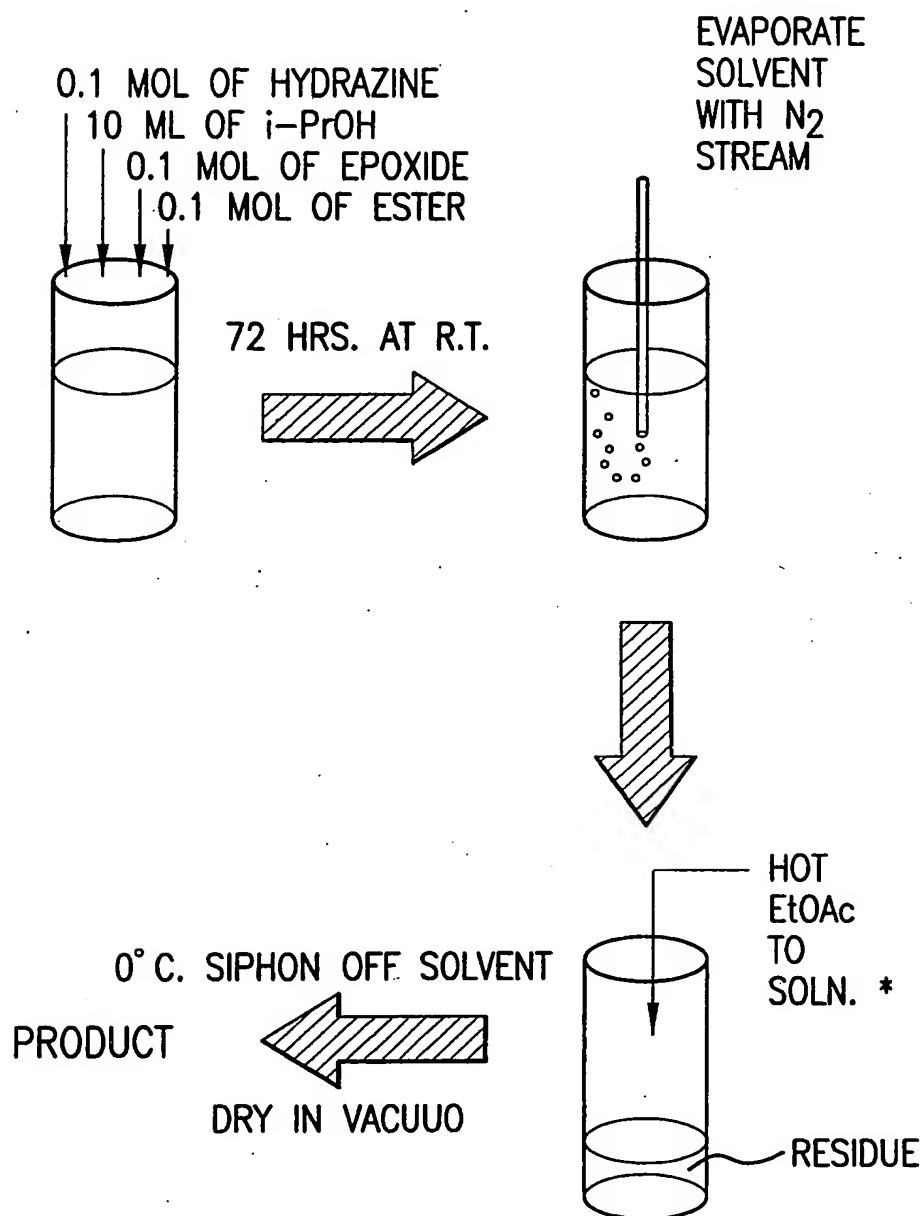 0.1 MOL OF HYDRAZINE
10 ML OF i-PrOH
0.1 MOL OF EPOXIDE
0.1 MOL OF ESTER
72 HRS. AT R.T.
EVAPORATE
SOLVENT
WITH N2
STREAM
HOT
EtOAc
TO
SOLN. *
RESIDUE
0° C. SIPHON OFF SOLVENT
PRODUCT
DRY IN VACUUO